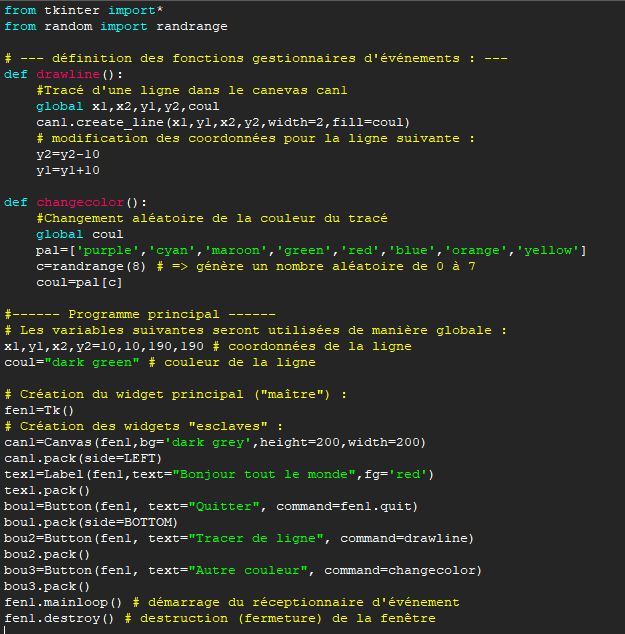 from tkinter import*
from random import randrange
# --- définition des fonctions gestionnaires d'événements : ---
def drawline():
    #Tracé d'une ligne dans le canevas can1
    global x1,x2,y1,y2,coul
    can1.create_line(x1,y1,x2,y2,width=2,fill=coul)
    # modification des coordonnées pour la ligne suivante :
    y2=y2-10
    y1=y1+10
def changecolor():
    #Changement aléatoire de la couleur du tracé
    global coul
    pal=['purple','cyan','maroon','green','red','blue','orange','yellow']
    c=randrange(8) # => génère un nombre aléatoire de 0 à 7
    coul=pal[c]
#------ Programme principal ------
# Les variables suivantes seront utilisées de manière globale :
x1,y1,x2,y2=10,10,190,190 # coordonnées de la ligne
coul="dark green" # couleur de la ligne
# Création du widget principal ("maître") :
fen1=Tk()
# Création des widgets "esclaves" :
can1=Canvas(fen1,bg='dark grey',height=200,width=200)
can1.pack(side=LEFT)
tex1=Label(fen1,text="Bonjour tout le monde",fg='red')
tex1.pack()
bou1=Button(fen1, text="Quitter", command=fen1.quit)
bou1.pack(side=BOTTOM)
bou2=Button(fen1, text="Tracer de ligne", command=drawline)
bou2.pack()
bou3=Button(fen1, text="Autre couleur", command=changecolor)
bou3.pack()
fen1.mainloop() # démarrage du réceptionnaire d'événement
fen1.destroy() # destruction (fermeture) de la fenêtre